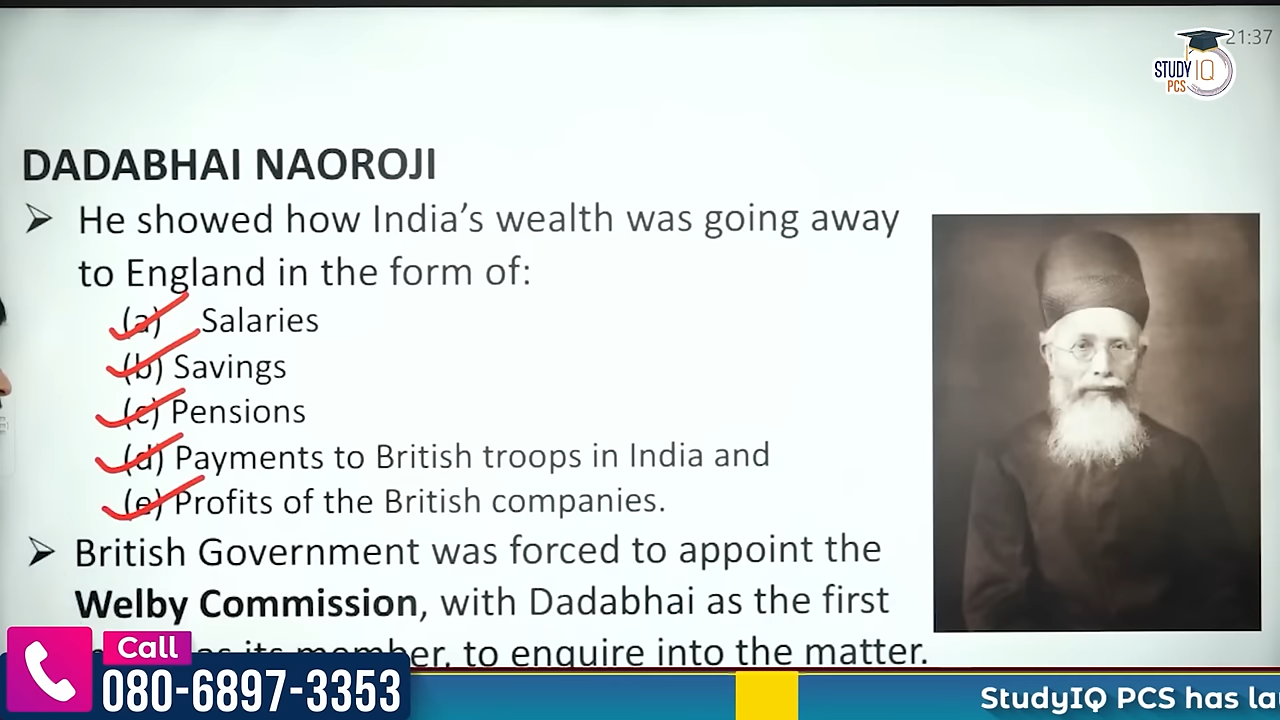 21:37
STUDY IQ
PCS
DADABHAI NAOROJI
➤ He showed how India's wealth was going away
to England in the form of:
(a) Salaries
(b) Savings
(c) Pensions
(d) Payments to British troops in India and
(e) Profits of the British companies.
➤ British Government was forced to appoint the
Welby Commission, with Dadabhai as the first
as its member, to enquire into the matter.
Call
080-6897-3353
StudyIQ PCS has